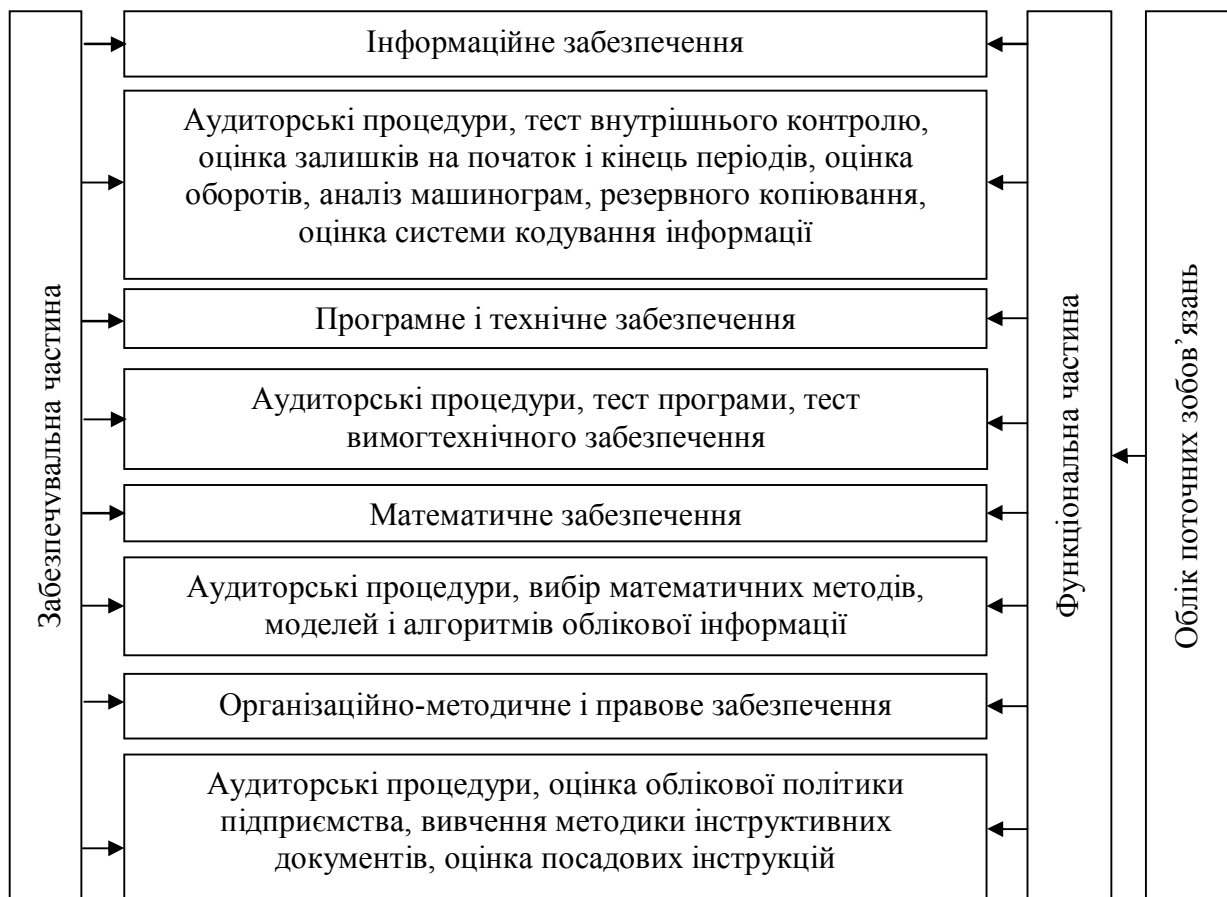 Забезпечувальна частина
Інформаційне забезпечення
Аудиторські процедури, тест внутрішнього контролю,
оцінка залишків на початок і кінець періодів, оцінка
оборотів, аналіз машинограм, резервного копіювання,
оцінка системи кодування інформації
Програмне і технічне забезпечення
Аудиторські процедури, тест програми, тест
вимогтехнічного забезпечення
Математичне забезпечення
Аудиторські процедури, вибір математичних методів,
моделей і алгоритмів облікової інформації
Організаційно-методичне і правове забезпечення
Аудиторські процедури, оцінка облікової політики
підприємства, вивчення методики інструктивних
документів, оцінка посадових інструкцій
Функціональна частина
Облік поточних зобов’язань